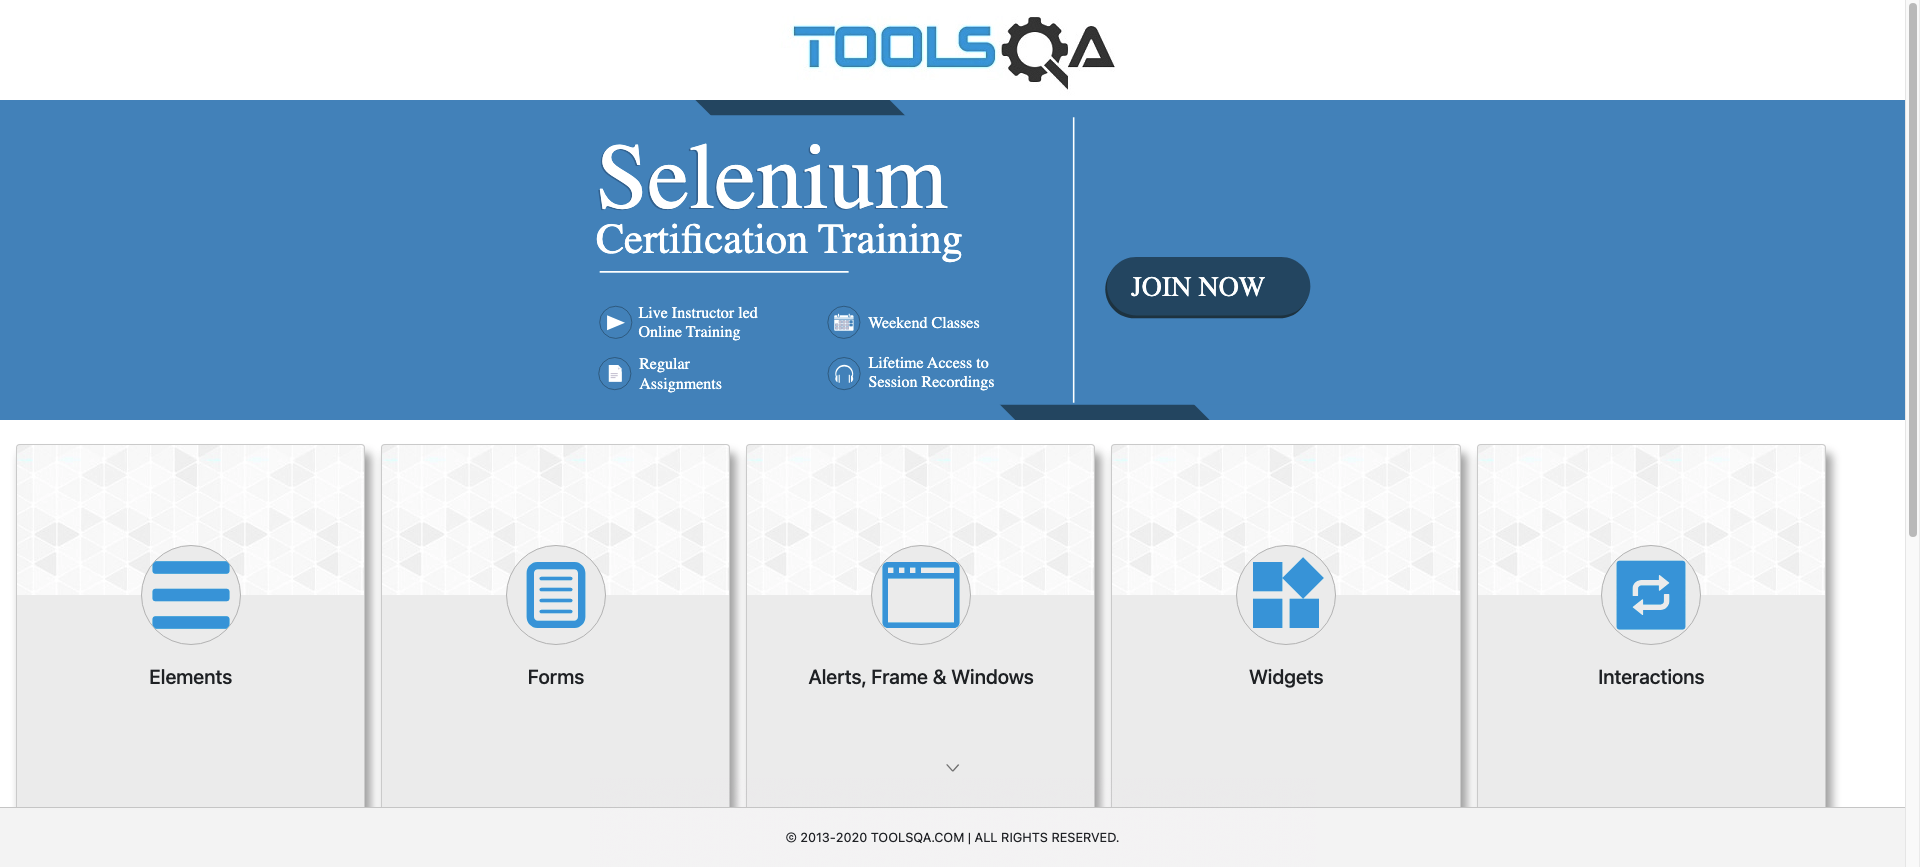 TOOLSQA
Selenium
Certification Training
Live Instructor led
Online Training
Weekend Classes
Regular
Assignments
Lifetime Access to
Session Recordings
JOIN NOW
Elements
Forms
Alerts, Frame & Windows
Widgets
Interactions
© 2013-2020 TOOLSQA.COM | ALL RIGHTS RESERVED.